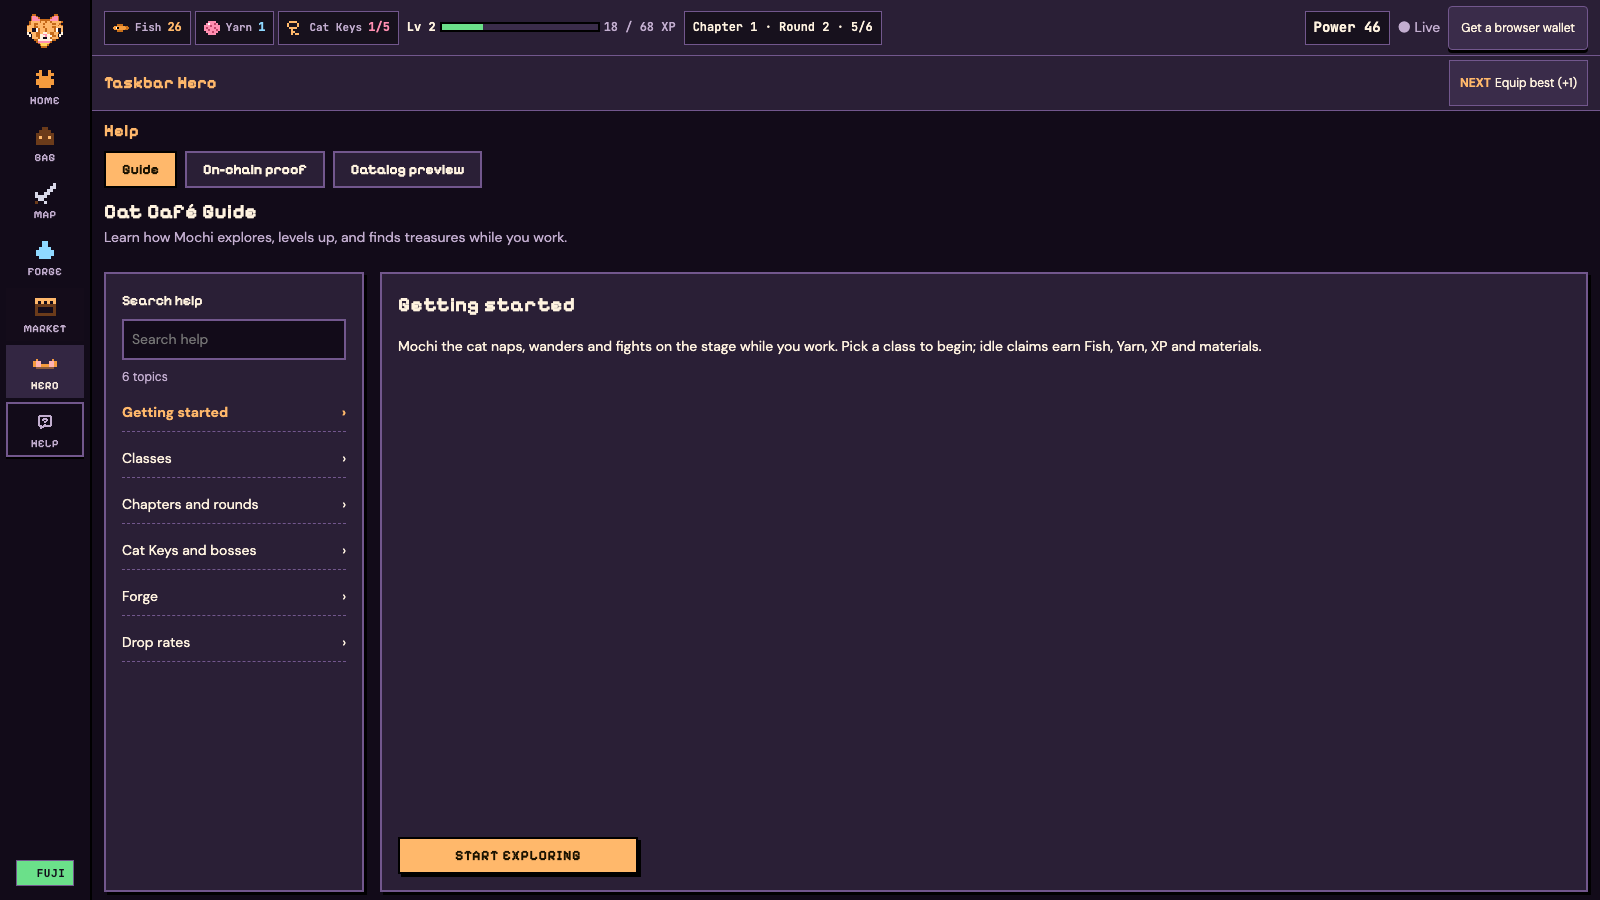 Fish 26
Yarn 1
Cat Keys 1/5
Lv 2
18 / 68 XP
Chapter 1 · Round 2 · 5/6
Power 46
Live
Get a browser wallet
HOME
BAG
MAP
FORGE
MARKET
HERO
HELP
FUJI
Taskbar Hero
NEXT Equip best (+1)
Help
Guide
On-chain proof
Catalog preview
Cat Café Guide
Learn how Mochi explores, levels up, and finds treasures while you work.
Search help
Search help
6 topics
Getting started ›
Classes ›
Chapters and rounds ›
Cat Keys and bosses ›
Forge ›
Drop rates ›
Getting started
Mochi the cat naps, wanders and fights on the stage while you work. Pick a class to begin; idle claims earn Fish, Yarn, XP and materials.
START EXPLORING